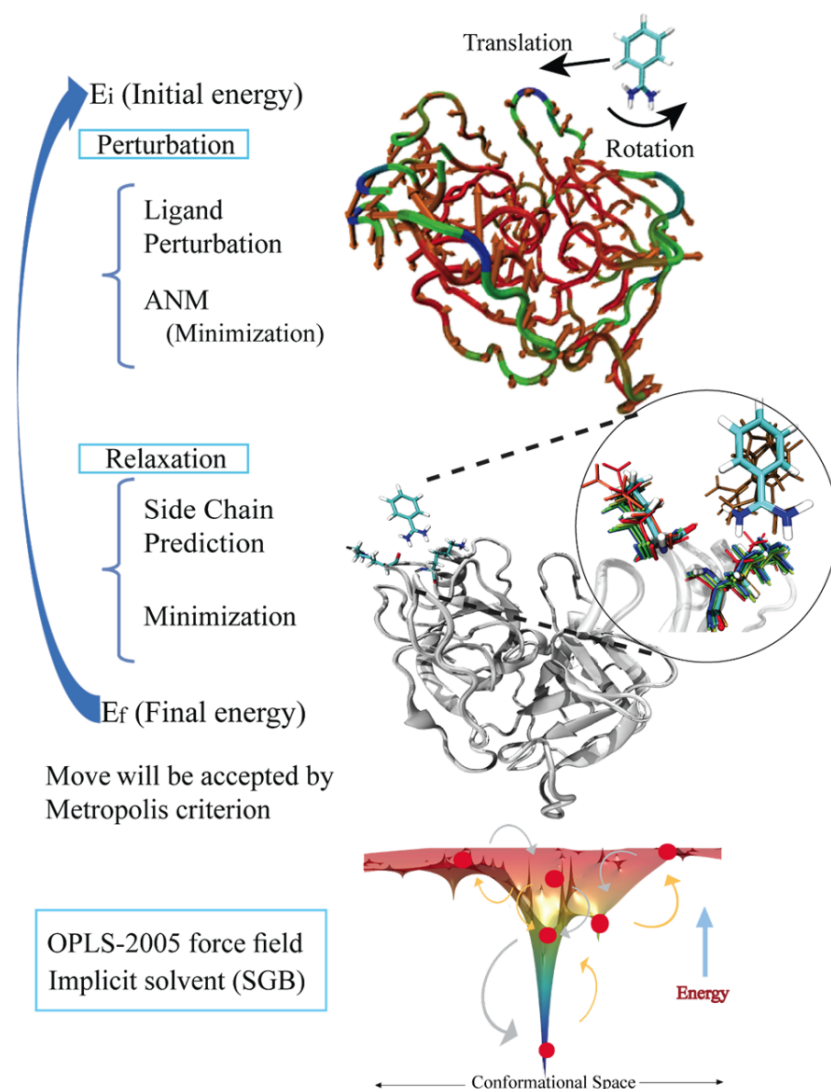 Translation
Ei (Initial energy)
Rotation
Perturbation
Ligand
Perturbation
ANM
(Minimization)
Relaxation
Side Chain
Prediction
Minimization
Ef (Final energy)
Move will be accepted by
Metropolis criterion
OPLS-2005 force field
Implicit solvent (SGB)
Energy
Conformational Space